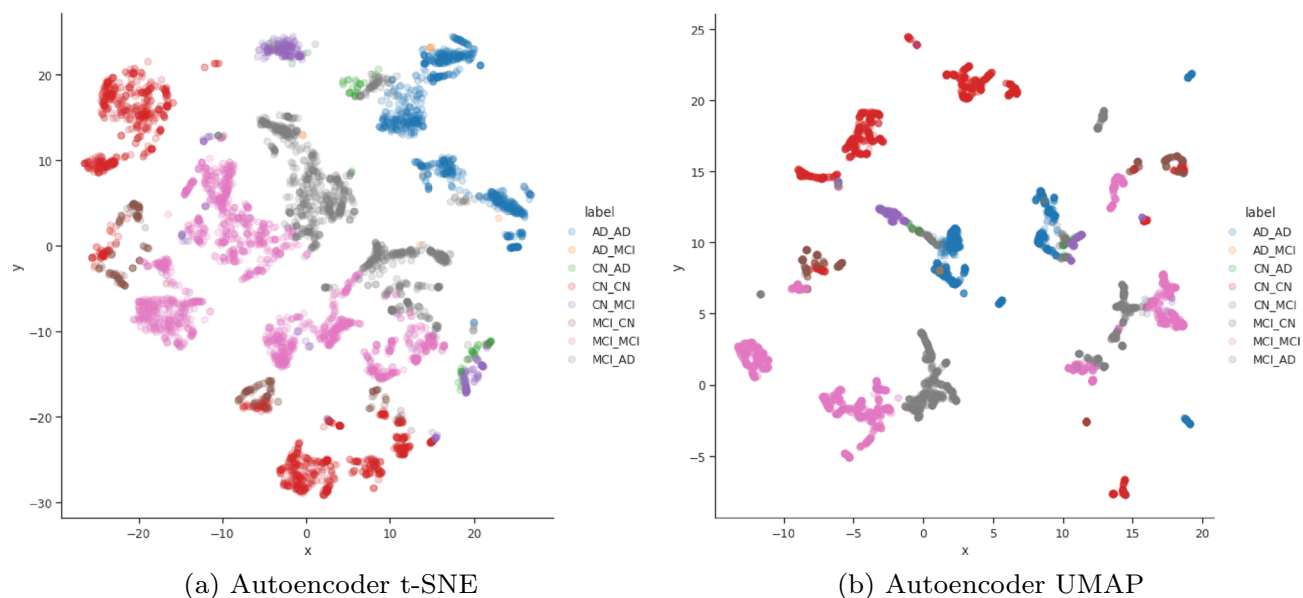 20
10
0
−10
−20
−30
y
−20
−10
0
10
20
x
label
AD_AD
AD_MCI
CN_AD
CN_CN
CN_MCI
MCI_CN
MCI_MCI
MCI_AD
(a) Autoencoder t-SNE
25
20
15
10
5
0
−5
y
−10
−5
0
5
10
15
20
x
label
AD_AD
AD_MCI
CN_AD
CN_CN
CN_MCI
MCI_CN
MCI_MCI
MCI_AD
(b) Autoencoder UMAP